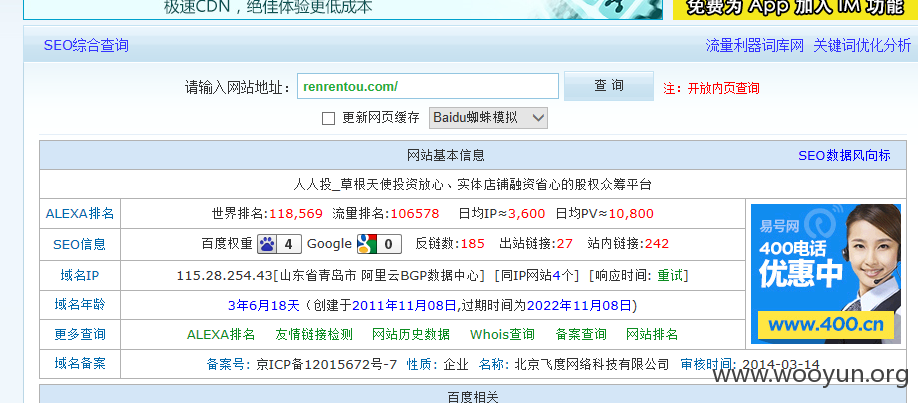 极速CDN，绝佳体验更低成本
免费为 App 加入 IM 功能
SEO综合查询
流量利器词库网 关键词优化分析
请输入网站地址： renrentou.com/ 查 询 注：开放内页查询
更新网页缓存 Baidu蜘蛛模拟
网站基本信息 SEO数据风向标
人人投_草根天使投资放心、实体店铺融资省心的股权众筹平台
ALEXA排名 世界排名:118,569 流量排名:106578 日均IP≈3,600 日均PV≈10,800
SEO信息 百度权重 4 Google 0 反链数:185 出站链接:27 站内链接:242
域名IP 115.28.254.43[山东省青岛市 阿里云BGP数据中心] [同IP网站4个] [响应时间: 重试]
域名年龄 3年6月18天（创建于2011年11月08日,过期时间为2022年11月08日)
更多查询 ALEXA排名 友情链接检测 网站历史数据 Whois查询 备案查询 网站排名
域名备案 备案号: 京ICP备12015672号-7 性质: 企业 名称: 北京飞度网络科技有限公司 审核时间: 2014-03-14
易号网
400电话
优惠中
www.400.cn
www.wooyun.org
百度相关